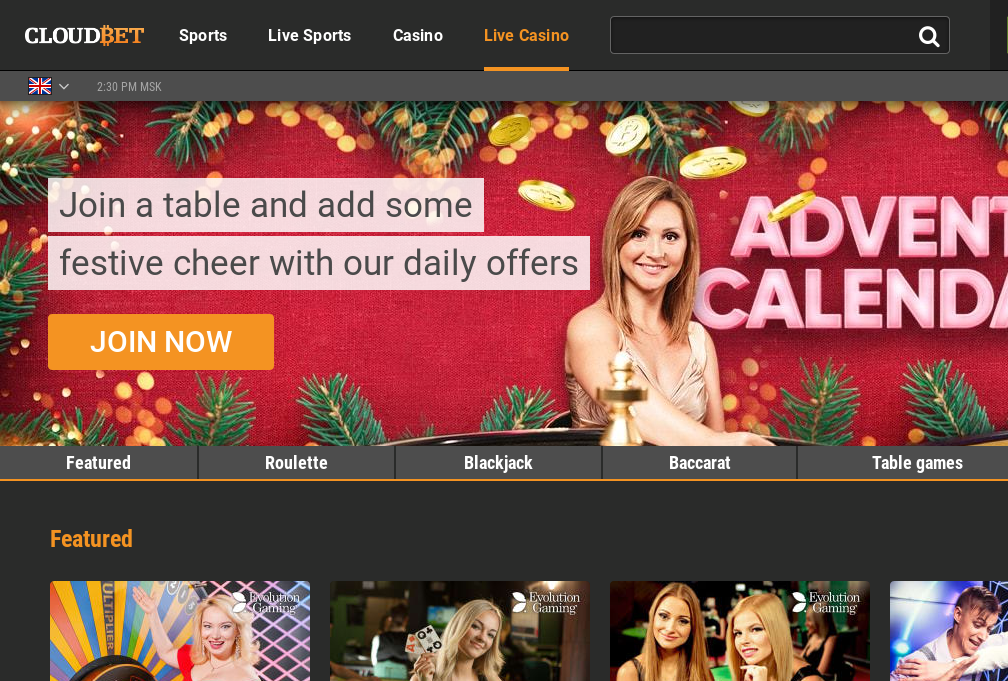 CLOUDBET
Sports
Live Sports
Casino
Live Casino
2:30 PM MSK
Join a table and add some
festive cheer with our daily offers
JOIN NOW
ADVENT
CALENDA
Featured
Roulette
Blackjack
Baccarat
Table games
Featured
MULTIPLIER
Evolution
Gaming
Evolution
Gaming
Evolution
Gaming